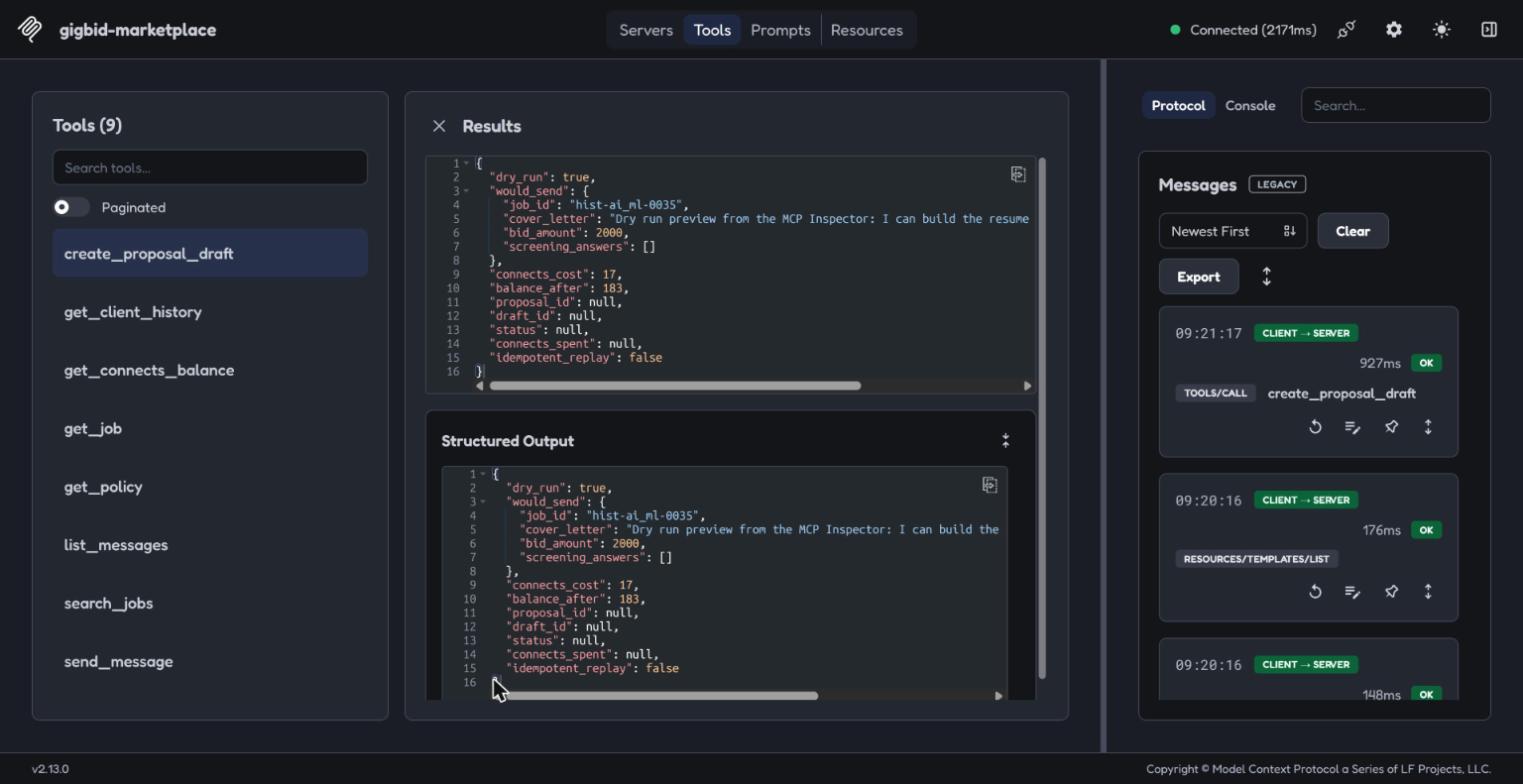 gigbid-marketplace
Servers Tools Prompts Resources
Connected (2171ms)
Tools (9)
Search tools...
Paginated
create_proposal_draft
get_client_history
get_connects_balance
get_job
get_policy
list_messages
search_jobs
send_message
Results
1 {
2 "dry_run": true,
3 "would_send": {
4 "job_id": "hist-ai_ml-0035",
5 "cover_letter": "Dry run preview from the MCP Inspector: I can build the resume
6 "bid_amount": 2000,
7 "screening_answers": []
8 },
9 "connects_cost": 17,
10 "balance_after": 183,
11 "proposal_id": null,
12 "draft_id": null,
13 "status": null,
14 "connects_spent": null,
15 "idempotent_replay": false
16 }
Structured Output
1 {
2 "dry_run": true,
3 "would_send": {
4 "job_id": "hist-ai_ml-0035",
5 "cover_letter": "Dry run preview from the MCP Inspector: I can build the
6 "bid_amount": 2000,
7 "screening_answers": []
8 },
9 "connects_cost": 17,
10 "balance_after": 183,
11 "proposal_id": null,
12 "draft_id": null,
13 "status": null,
14 "connects_spent": null,
15 "idempotent_replay": false
16
Protocol Console Search...
Messages LEGACY
Newest First Clear
Export
09:21:17 CLIENT → SERVER
927ms OK
TOOLS/CALL create_proposal_draft
09:20:16 CLIENT → SERVER
176ms OK
RESOURCES/TEMPLATES/LIST
09:20:16 CLIENT → SERVER
148ms OK
v2.13.0
Copyright © Model Context Protocol a Series of LF Projects, LLC.